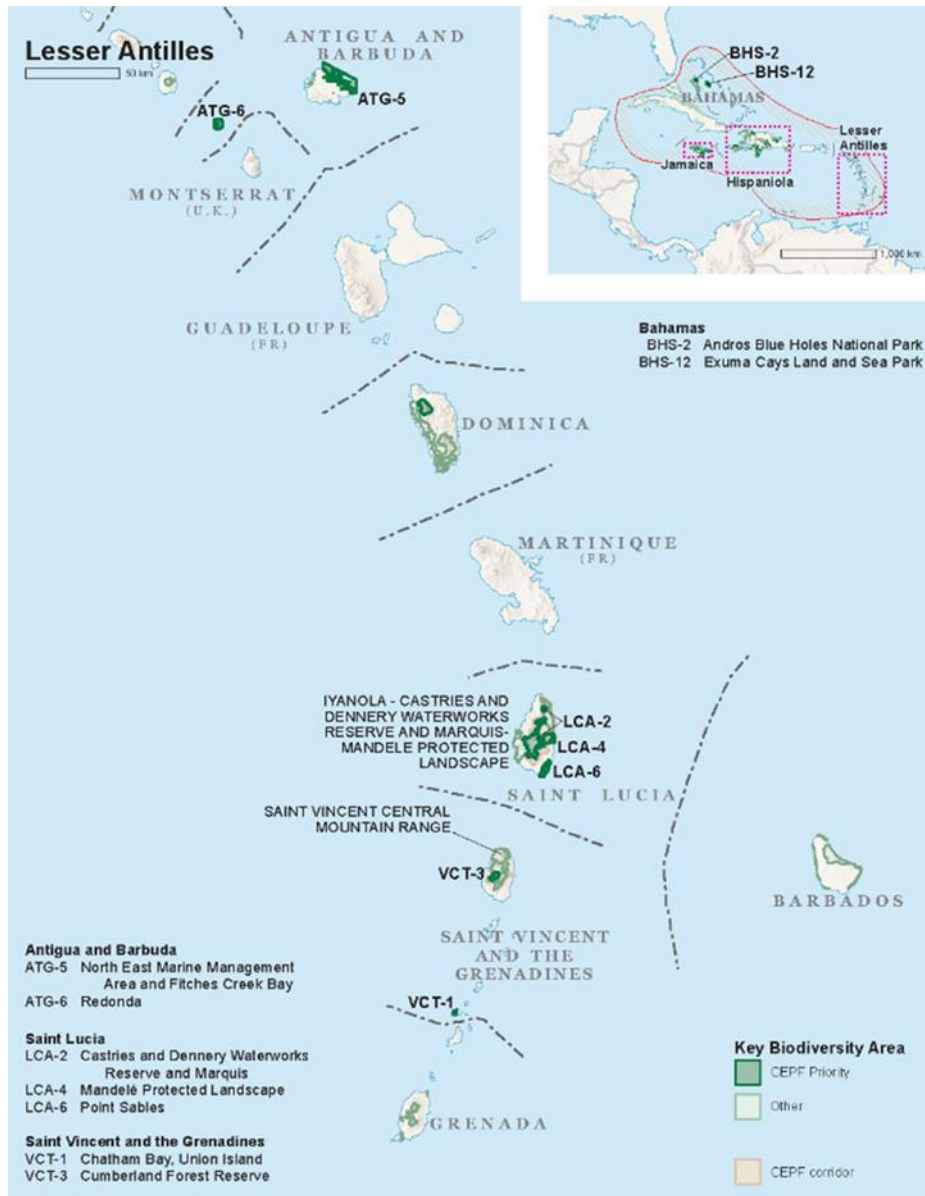 Lesser Antilles
50 km
ANTIGUA AND
BARBUDA
ATG-5
ATG-6
MONTSERRAT
(U.K.)
GUADELOUPE
(FR)
DOMINICA
MARTINIQUE
(FR)
IYANOLA - CASTRIES AND
DENNERY WATERWORKS
RESERVE AND MARQUIS-
MANDELE PROTECTED
LANDSCAPE
LCA-2
LCA-4
LCA-6
SAINT LUCIA
SAINT VINCENT CENTRAL
MOUNTAIN RANGE
VCT-3
BARBADOS
SAINT VINCENT
AND THE
GRENADINES
VCT-1
GRENADA
BHS-2
BHS-12
BAHAMAS
Lesser
Antilles
Jamaica
Hispaniola
1,000 km
Bahamas
BHS-2 Andros Blue Holes National Park
BHS-12 Exuma Cays Land and Sea Park
Antigua and Barbuda
ATG-5 North East Marine Management
Area and Fitches Creek Bay
ATG-6 Redonda
Saint Lucia
LCA-2 Castries and Dennery Waterworks
Reserve and Marquis
LCA-4 Mandelé Protected Landscape
LCA-6 Point Sables
Saint Vincent and the Grenadines
VCT-1 Chatham Bay, Union Island
VCT-3 Cumberland Forest Reserve
Key Biodiversity Area
CEPF Priority
Other
CEPF corridor